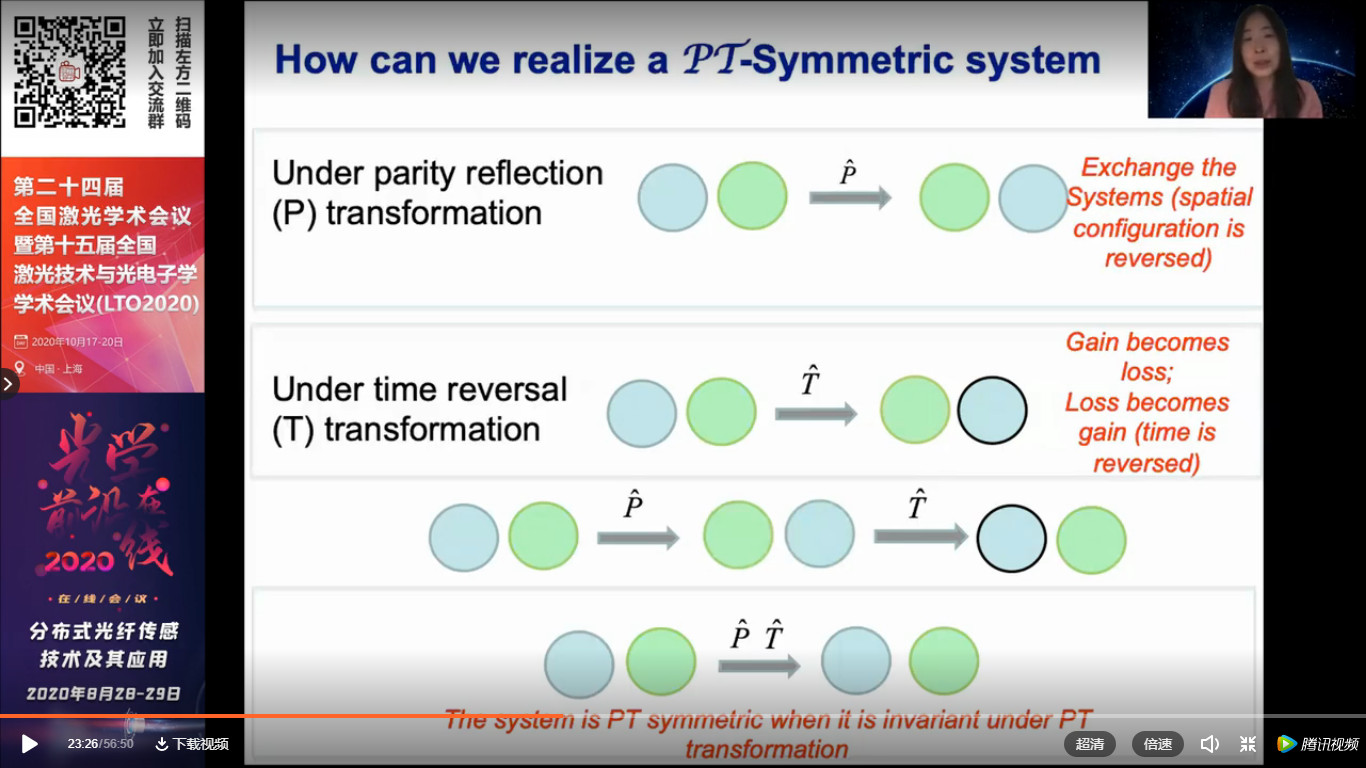 扫描左方二维码
立即加入交流群
第二十四届
全国激光学术会议
暨第十五届全国
激光技术与光电子学
学术会议(LTO2020)
2020年10月17-20日
中国 · 上海
光学
前沿在
2020 线
· 在 / 线 / 会 / 议 ·
分布式光纤传感
技术及其应用
2020年8月28-29日
How can we realize a 𝒫𝒯-Symmetric system
Under parity reflection
(P) transformation
P̂
Exchange the
Systems (spatial
configuration is
reversed)
Under time reversal
(T) transformation
T̂
Gain becomes
loss;
Loss becomes
gain (time is
reversed)
P̂
T̂
P̂ T̂
The system is PT symmetric when it is invariant under PT
transformation
23:26/56:50
下载视频
超清
倍速
腾讯视频